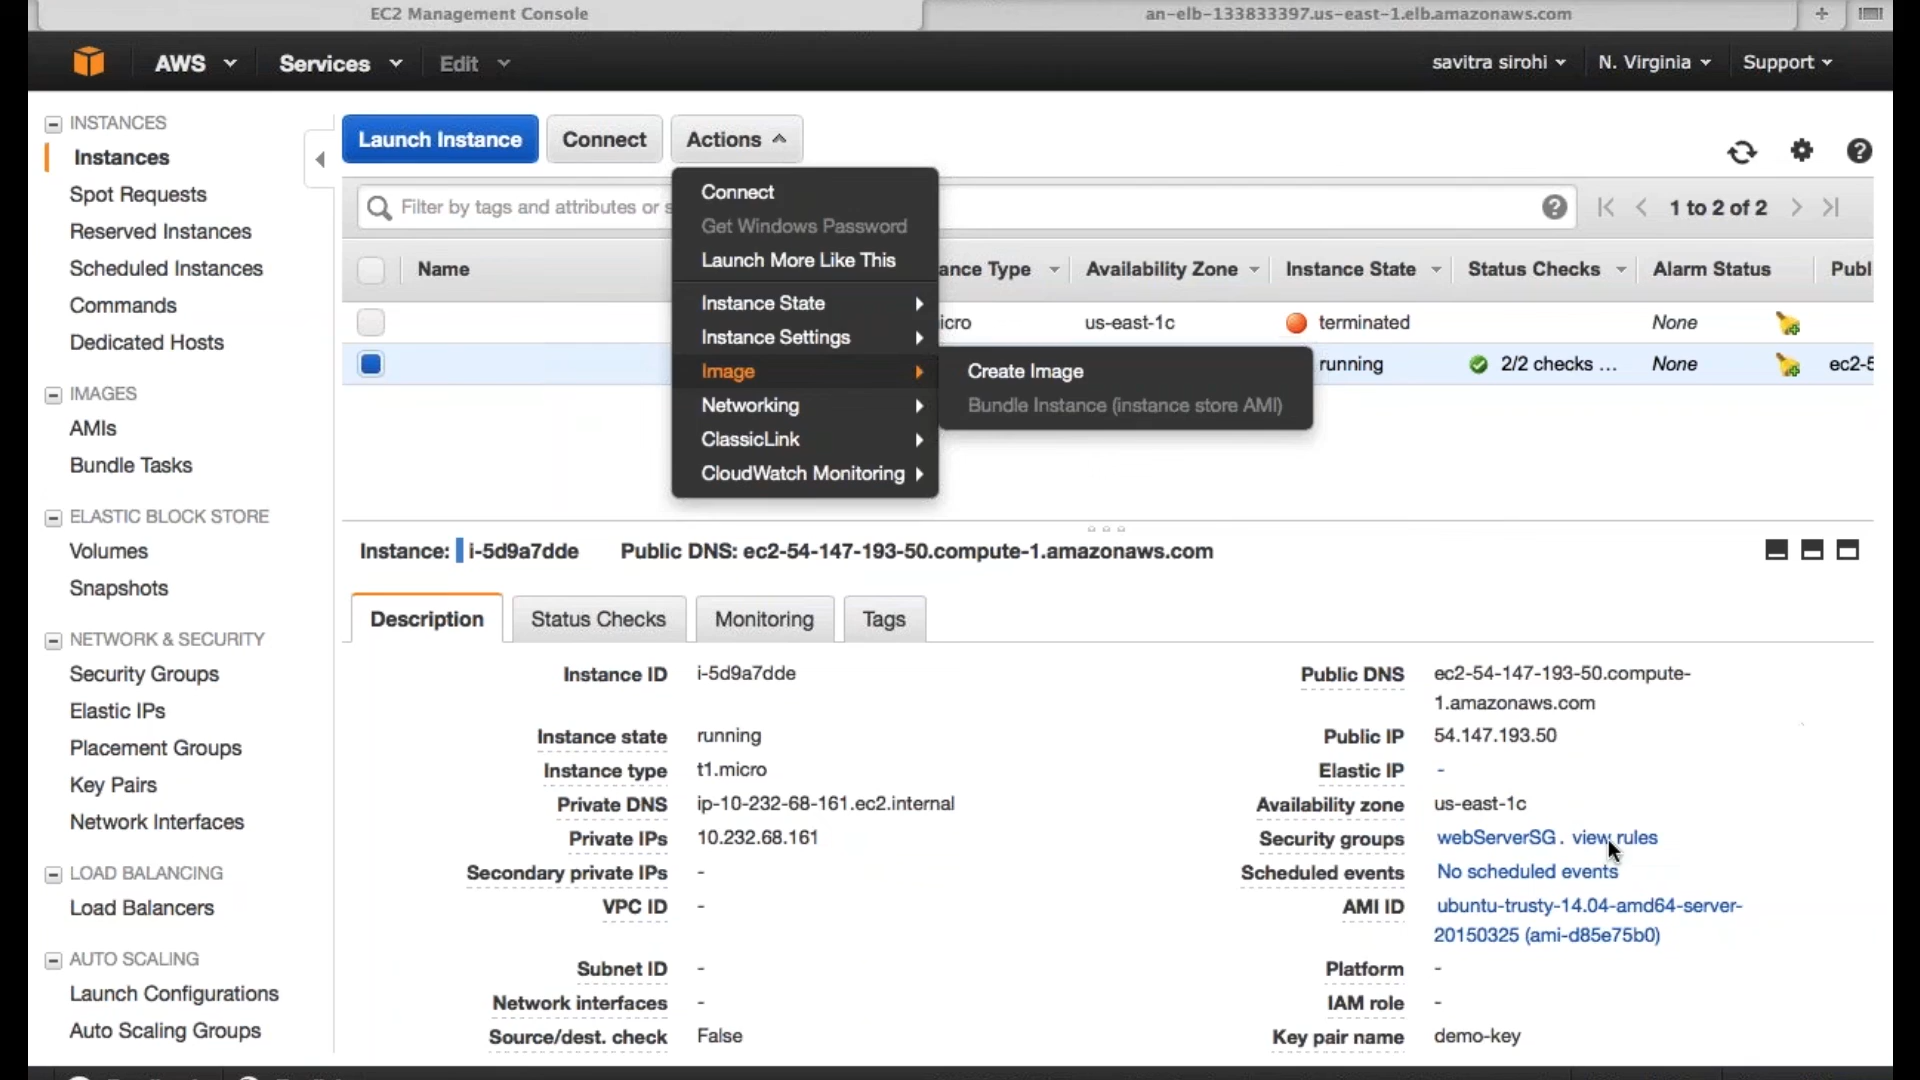 EC2 Management Console
an-elb-133833397.us-east-1.elb.amazonaws.com
AWS
Services
Edit
savitra sirohi
N. Virginia
Support
INSTANCES
Instances
Spot Requests
Reserved Instances
Scheduled Instances
Commands
Dedicated Hosts
IMAGES
AMIs
Bundle Tasks
ELASTIC BLOCK STORE
Volumes
Snapshots
NETWORK & SECURITY
Security Groups
Elastic IPs
Placement Groups
Key Pairs
Network Interfaces
LOAD BALANCING
Load Balancers
AUTO SCALING
Launch Configurations
Auto Scaling Groups
Launch Instance
Connect
Actions
Filter by tags and attributes or s
1 to 2 of 2
Connect
Get Windows Password
Launch More Like This
Instance State
Instance Settings
Image
Networking
ClassicLink
CloudWatch Monitoring
Create Image
Bundle Instance (instance store AMI)
Name
ance Type
Availability Zone
Instance State
Status Checks
Alarm Status
Publ
icro
us-east-1c
terminated
None
running
2/2 checks ...
None
ec2-5
Instance: i-5d9a7dde
Public DNS: ec2-54-147-193-50.compute-1.amazonaws.com
Description
Status Checks
Monitoring
Tags
Instance ID
i-5d9a7dde
Instance state
running
Instance type
t1.micro
Private DNS
ip-10-232-68-161.ec2.internal
Private IPs
10.232.68.161
Secondary private IPs
-
VPC ID
-
Subnet ID
-
Network interfaces
-
Source/dest. check
False
Public DNS
ec2-54-147-193-50.compute-
1.amazonaws.com
Public IP
54.147.193.50
Elastic IP
-
Availability zone
us-east-1c
Security groups
webServerSG . view rules
Scheduled events
No scheduled events
AMI ID
ubuntu-trusty-14.04-amd64-server-
20150325 (ami-d85e75b0)
Platform
-
IAM role
-
Key pair name
demo-key